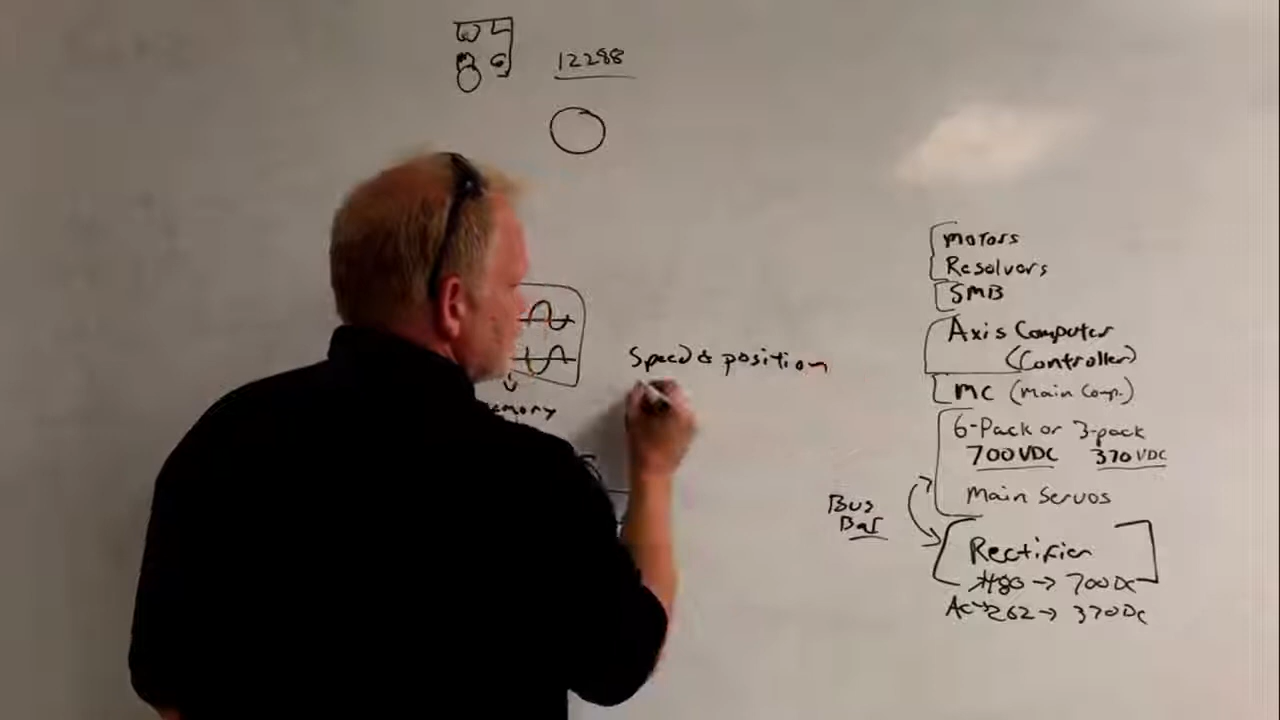 12288
Speed & position
emory
Motors
Resolvers
SMB
Axis Computer
(Controller)
MC (Main Comp.)
6-Pack or 3-pack
700VDC 370VDC
Main Servos
Bus
Bar
Rectifier
480 → 700DC
AC→262 → 370DC